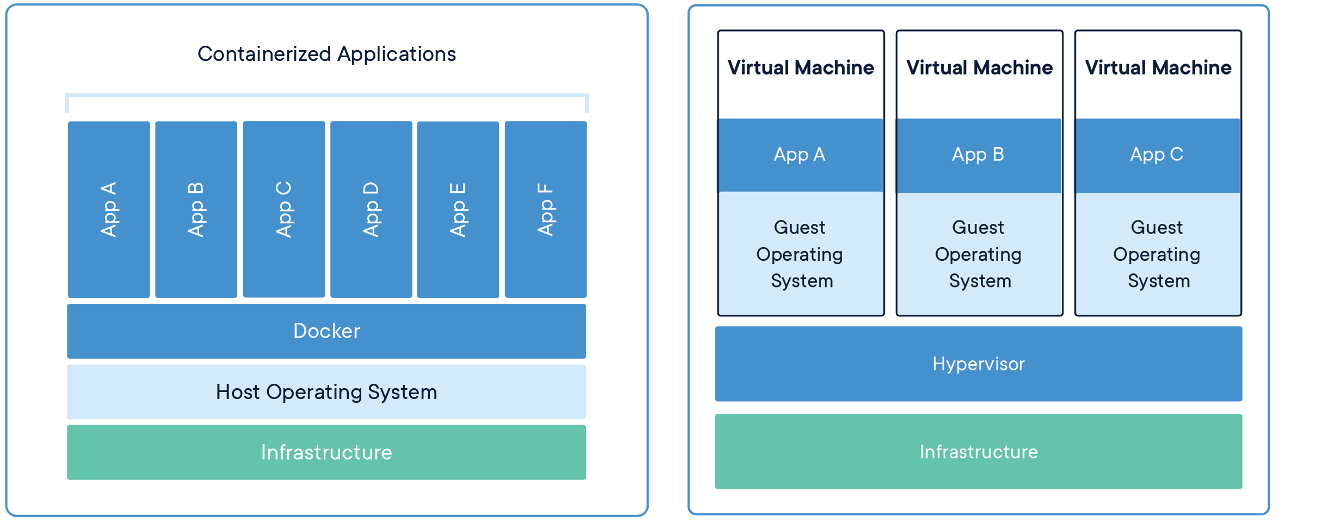 Containerized Applications
App A
App B
App C
App D
App E
App F
Docker
Host Operating System
Infrastructure
Virtual Machine
App A
Guest
Operating
System
Virtual Machine
App B
Guest
Operating
System
Virtual Machine
App C
Guest
Operating
System
Hypervisor
Infrastructure